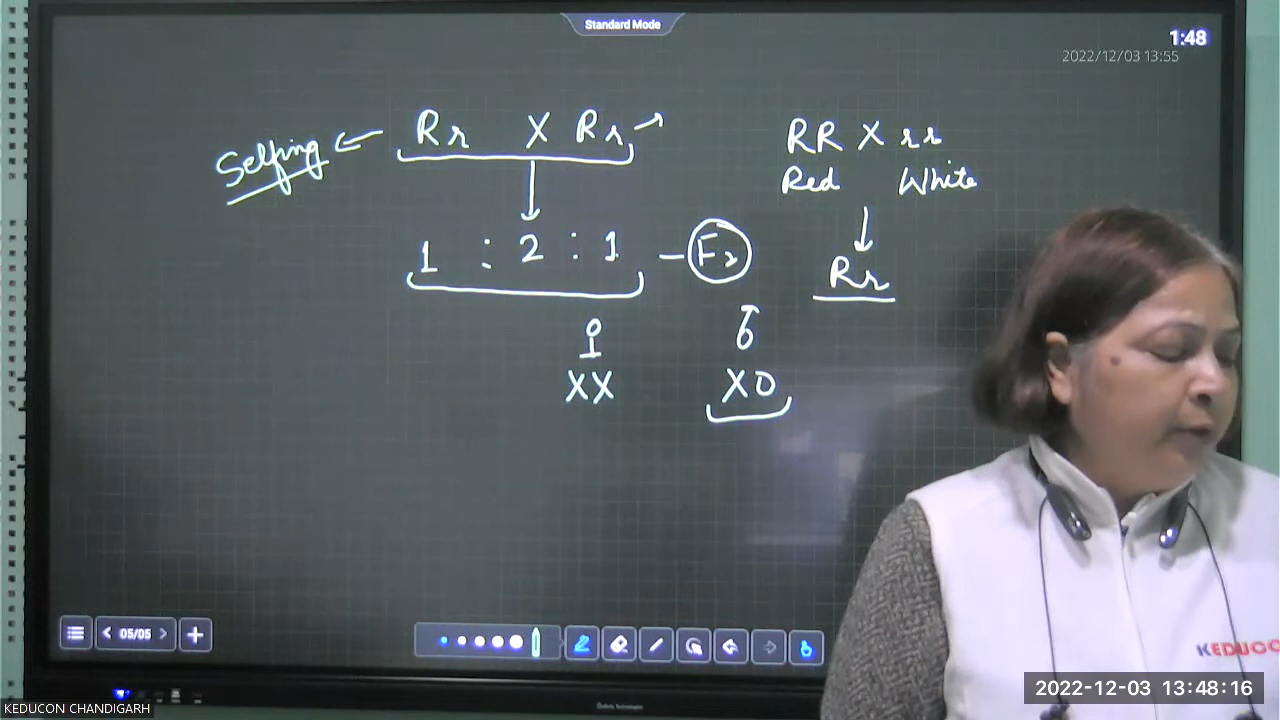 Standard Mode
1:48
2022/12/03 13:55
Selfing ← Rr X Rr →
RR X rr
Red White
↓
1 : 2 : 1 — F2
Rr
♀ ♂
XX XO
05/05
KEDUCO
2022-12-03 13:48:16
KEDUCON CHANDIGARH